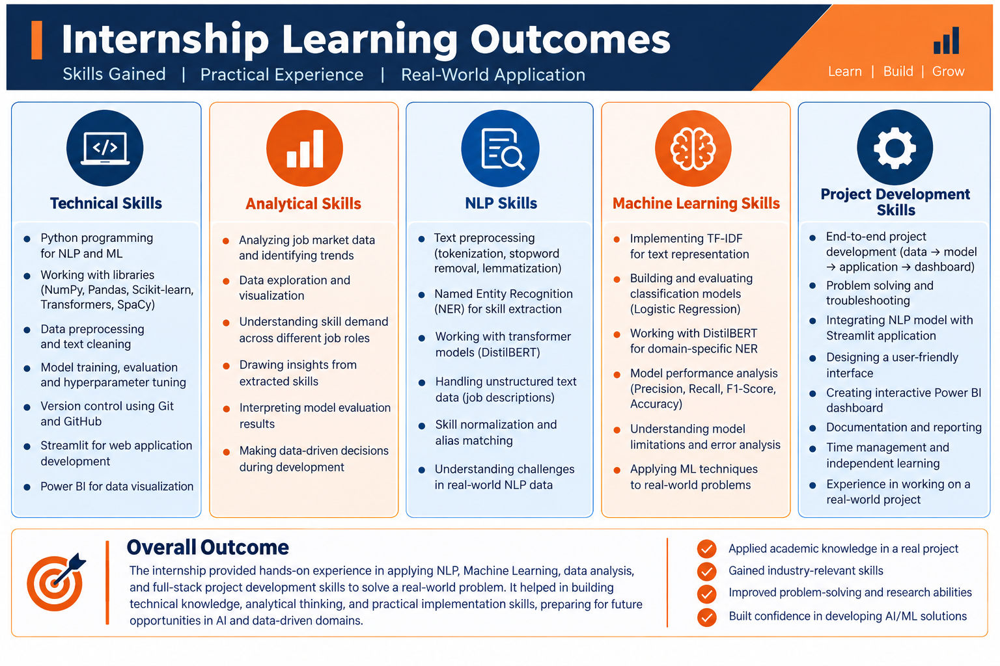 Internship Learning Outcomes
Skills Gained | Practical Experience | Real-World Application
Learn | Build | Grow
</>
Technical Skills
Python programming
for NLP and ML
Working with libraries
(NumPy, Pandas, Scikit-learn,
Transformers, SpaCy)
Data preprocessing
and text cleaning
Model training, evaluation
and hyperparameter tuning
Version control using Git
and GitHub
Streamlit for web application
development
Power BI for data visualization
Analytical Skills
Analyzing job market data
and identifying trends
Data exploration and
visualization
Understanding skill demand
across different job roles
Drawing insights from
extracted skills
Interpreting model evaluation
results
Making data-driven decisions
during development
NLP Skills
Text preprocessing
(tokenization, stopword
removal, lemmatization)
Named Entity Recognition
(NER) for skill extraction
Working with transformer
models (DistilBERT)
Handling unstructured text
data (job descriptions)
Skill normalization and
alias matching
Understanding challenges
in real-world NLP data
Machine Learning Skills
Implementing TF-IDF
for text representation
Building and evaluating
classification models
(Logistic Regression)
Working with DistilBERT
for domain-specific NER
Model performance analysis
(Precision, Recall, F1-Score,
Accuracy)
Understanding model
limitations and error analysis
Applying ML techniques
to real-world problems
Project Development
Skills
End-to-end project
development (data → model
→ application → dashboard)
Problem solving and
troubleshooting
Integrating NLP model with
Streamlit application
Designing a user-friendly
interface
Creating interactive Power BI
dashboard
Documentation and reporting
Time management and
independent learning
Experience in working on a
real-world project
Overall Outcome
The internship provided hands-on experience in applying NLP, Machine Learning, data analysis,
and full-stack project development skills to solve a real-world problem. It helped in building
technical knowledge, analytical thinking, and practical implementation skills, preparing for future
opportunities in AI and data-driven domains.
Applied academic knowledge in a real project
Gained industry-relevant skills
Improved problem-solving and research abilities
Built confidence in developing AI/ML solutions